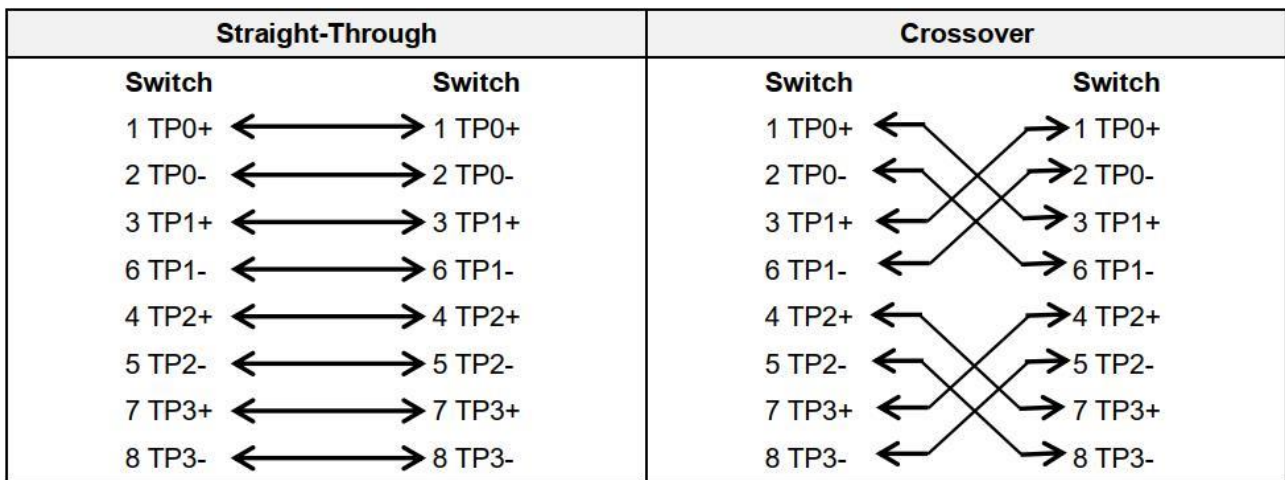 Straight-Through Crossover
Switch Switch Switch Switch
1 TP0+ 1 TP0+ 1 TP0+ 1 TP0+
2 TP0- 2 TP0- 2 TP0- 2 TP0-
3 TP1+ 3 TP1+ 3 TP1+ 3 TP1+
6 TP1- 6 TP1- 6 TP1- 6 TP1-
4 TP2+ 4 TP2+ 4 TP2+ 4 TP2+
5 TP2- 5 TP2- 5 TP2- 5 TP2-
7 TP3+ 7 TP3+ 7 TP3+ 7 TP3+
8 TP3- 8 TP3- 8 TP3- 8 TP3-